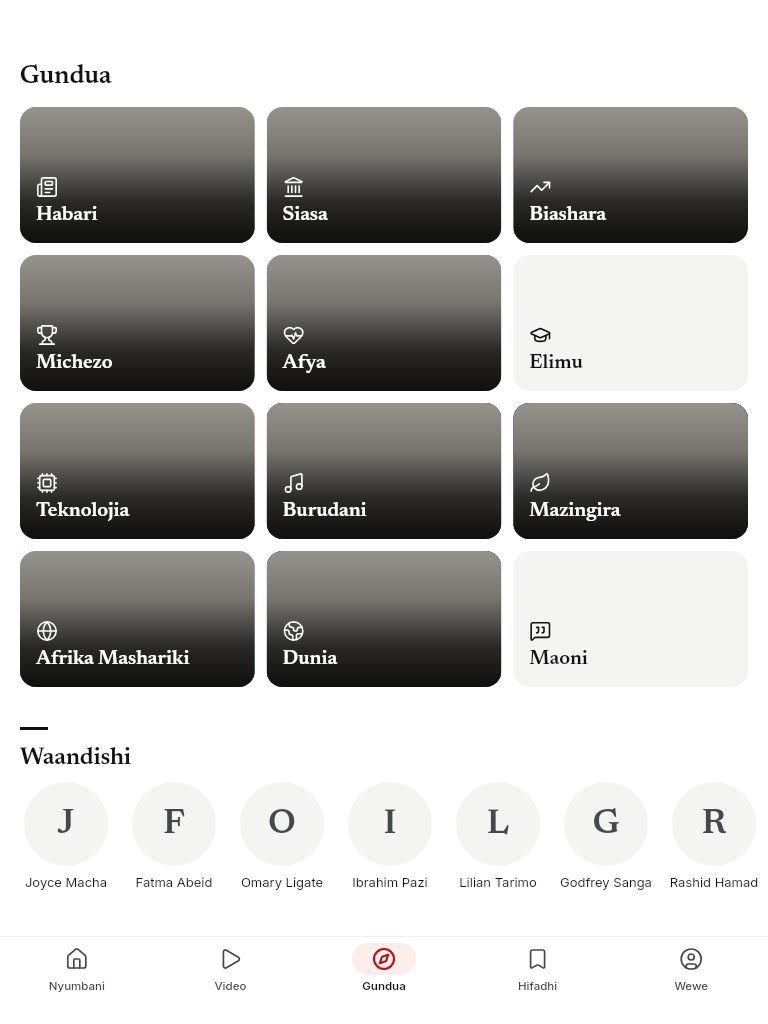 Gundua
Habari
Siasa
Biashara
Michezo
Afya
Elimu
Teknolojia
Burudani
Mazingira
Afrika Mashariki
Dunia
Maoni
Waandishi
J
F
O
I
L
G
R
Joyce Macha
Fatma Abeid
Omary Ligate
Ibrahim Pazi
Lilian Tarimo
Godfrey Sanga
Rashid Hamad
Nyumbani
Video
Gundua
Hifadhi
Wewe